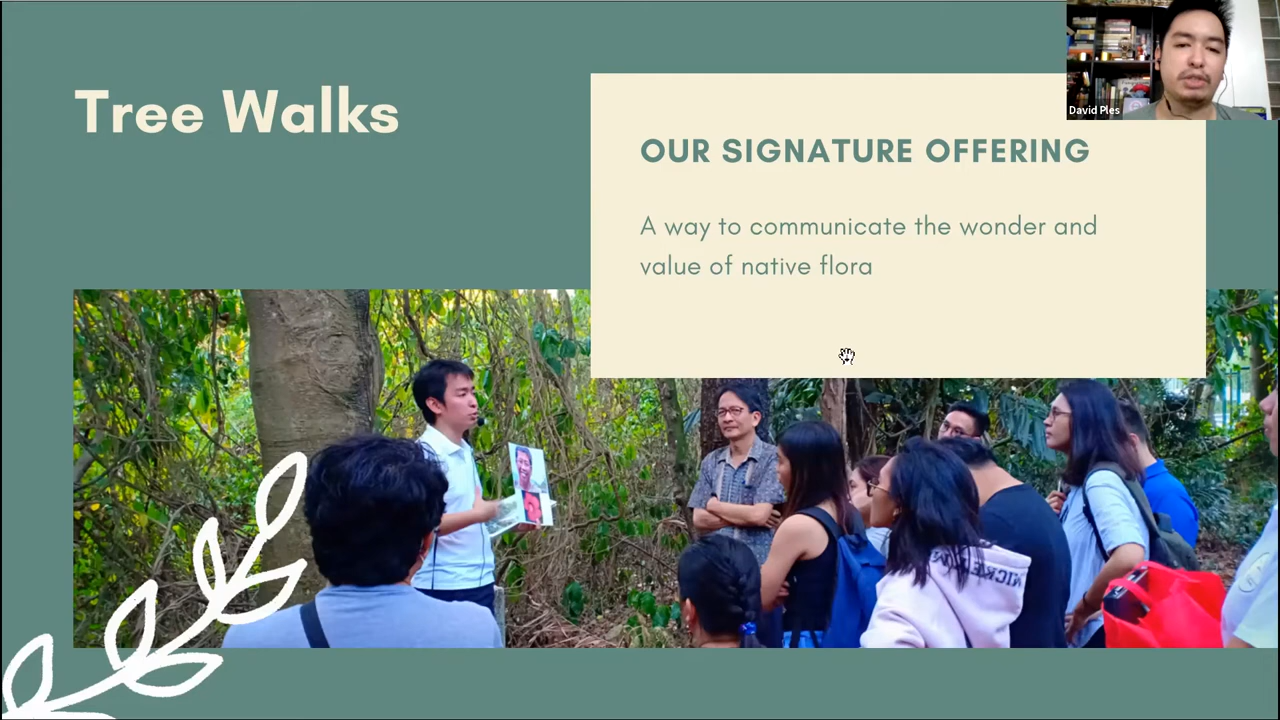 Tree Walks
David Ples
OUR SIGNATURE OFFERING
A way to communicate the wonder and
value of native flora